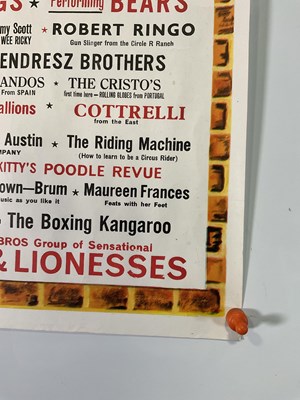 GS Performing BEARS
my Scott
WEE RICKY
★ ROBERT RINGO
Gun Slinger from the Circle R Ranch
ENDRESZ BROTHERS
ANDOS ★ THE CRISTO'S
From SPAIN first time here — ROLLING GLOBES from PORTUGAL
allions ★ COTTRELLI
from the East
Austin ★ The Riding Machine
MPANY (How to learn to be a Circus Rider)
KITTY'S POODLE REVUE
own—Brum ★ Maureen Frances
usic as you like it Feats with her Feet
The Boxing Kangaroo
BROS Group of Sensational
& LIONESSES